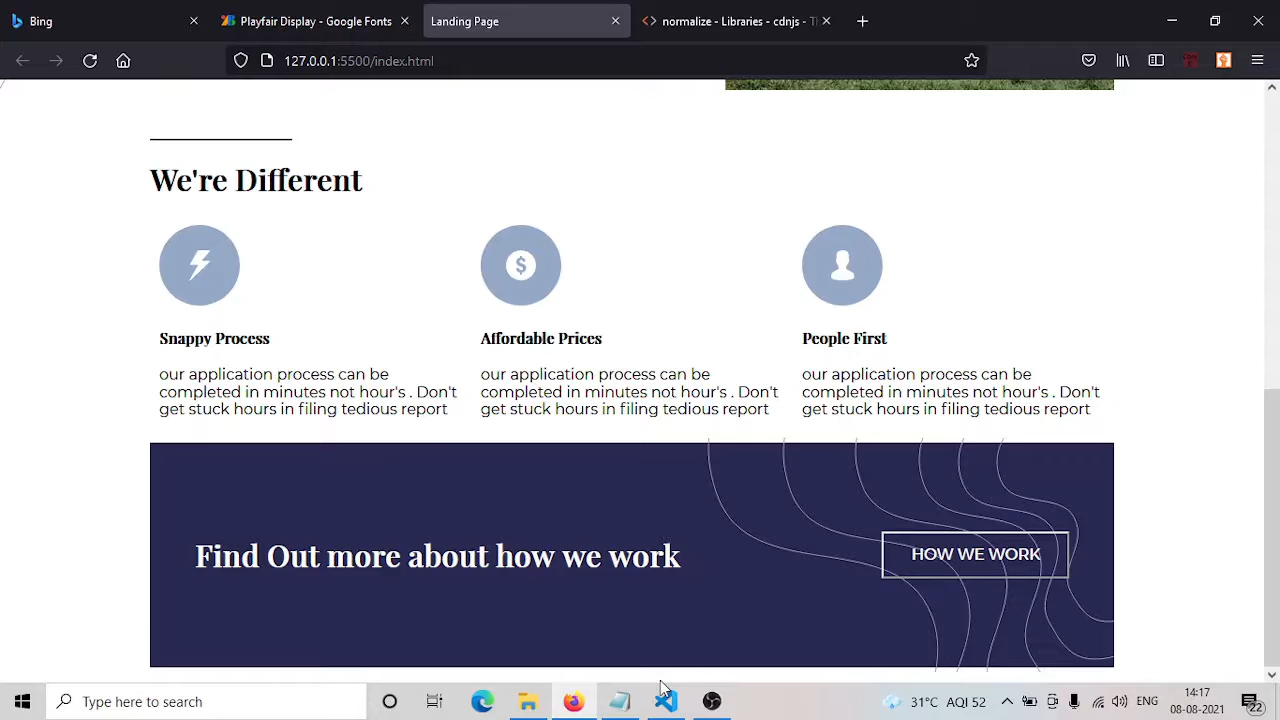 Bing
Playfair Display - Google Fonts
Landing Page
normalize - Libraries - cdnjs - Th
127.0.0.1:5500/index.html
We're Different
$
Snappy Process
our application process can be
completed in minutes not hour's . Don't
get stuck hours in filing tedious report
Affordable Prices
our application process can be
completed in minutes not hour's . Don't
get stuck hours in filing tedious report
People First
our application process can be
completed in minutes not hour's . Don't
get stuck hours in filing tedious report
Find Out more about how we work
HOW WE WORK
Type here to search
31°C AQI 52
ENG
14:17
08-08-2021
22